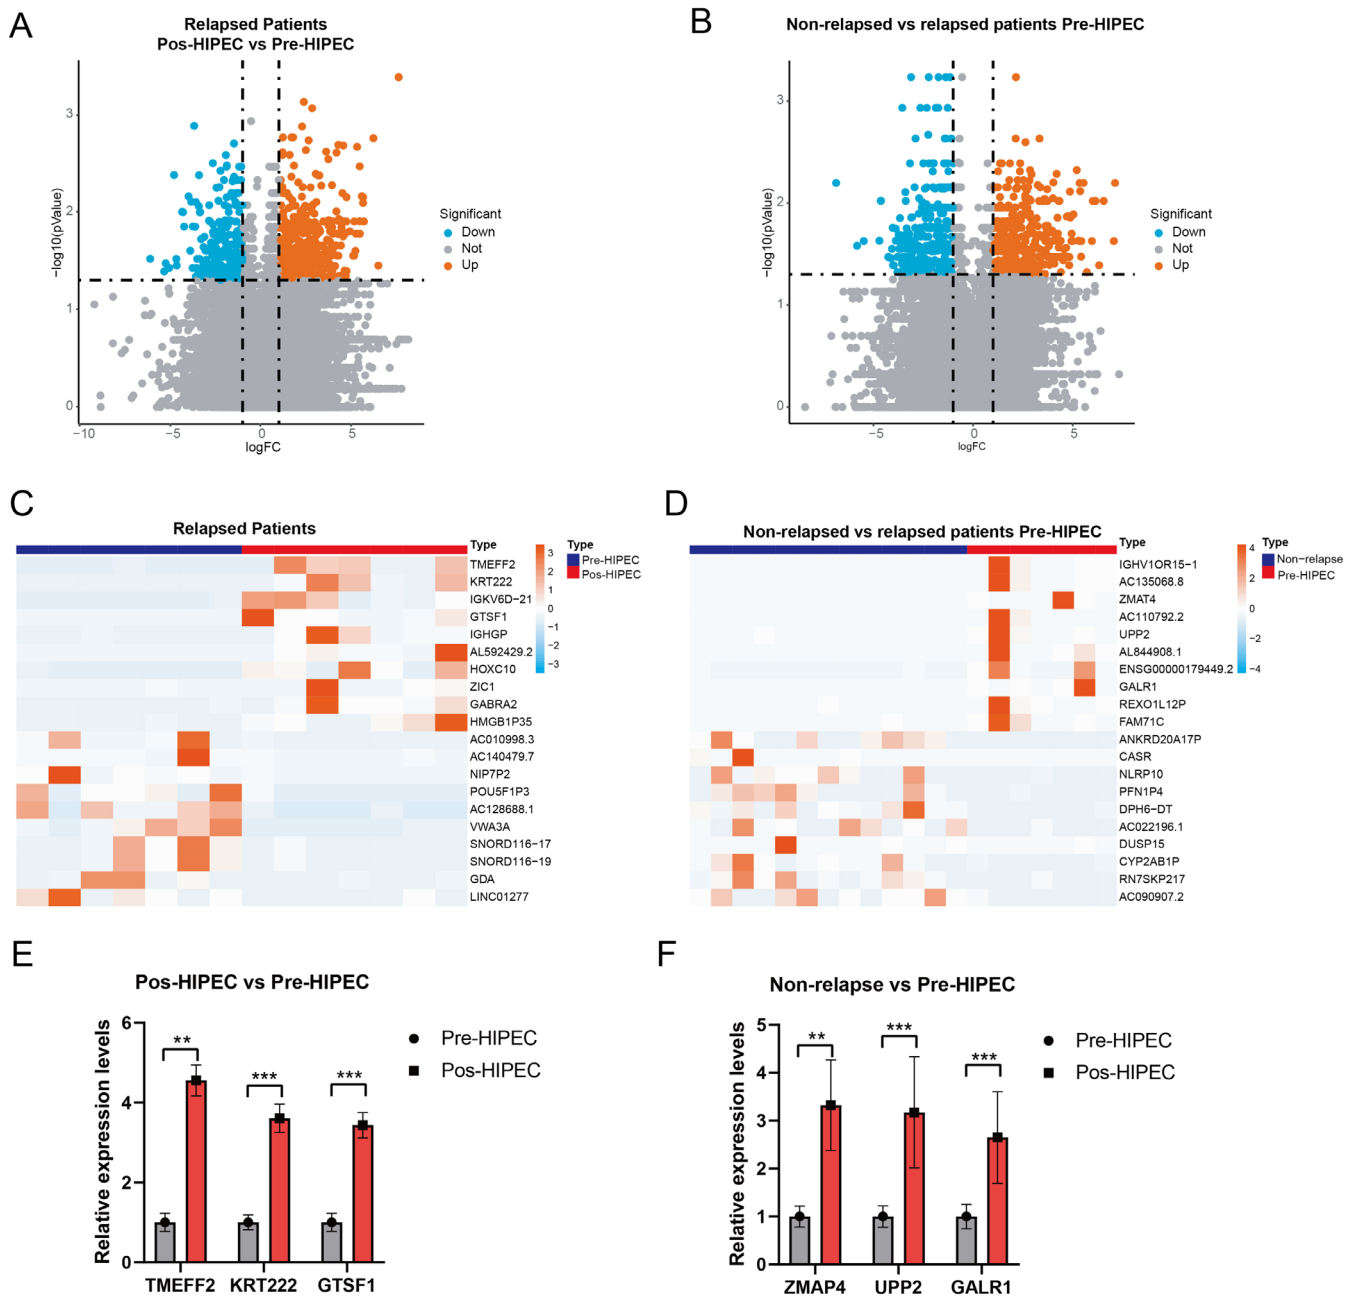 A
Relapsed Patients
Pos-HIPEC vs Pre-HIPEC
−log10(pValue)
3
2
1
0
−10
−5
0
5
logFC
Significant
Down
Not
Up
B
Non-relapsed vs relapsed patients Pre-HIPEC
−log10(pValue)
3
2
1
0
−5
0
5
logFC
Significant
Down
Not
Up
C
Relapsed Patients
Type
TMEFF2
KRT222
IGKV6D−21
GTSF1
IGHGP
AL592429.2
HOXC10
ZIC1
GABRA2
HMGB1P35
AC010998.3
AC140479.7
NIP7P2
POU5F1P3
AC128688.1
VWA3A
SNORD116−17
SNORD116−19
GDA
LINC01277
3
2
1
0
−1
−2
−3
Type
Pre-HIPEC
Pos-HIPEC
D
Non-relapsed vs relapsed patients Pre-HIPEC
Type
IGHV1OR15−1
AC135068.8
ZMAT4
AC110792.2
UPP2
AL844908.1
ENSG00000179449.2
GALR1
REXO1L12P
FAM71C
ANKRD20A17P
CASR
NLRP10
PFN1P4
DPH6−DT
AC022196.1
DUSP15
CYP2AB1P
RN7SKP217
AC090907.2
4
2
0
−2
−4
Type
Non−relapse
Pre-HIPEC
E
Pos-HIPEC vs Pre-HIPEC
Relative expression levels
6
4
2
0
**
***
***
TMEFF2
KRT222
GTSF1
Pre-HIPEC
Pos-HIPEC
F
Non-relapse vs Pre-HIPEC
Relative expression levels
5
4
3
2
1
0
**
***
***
ZMAP4
UPP2
GALR1
Pre-HIPEC
Pos-HIPEC